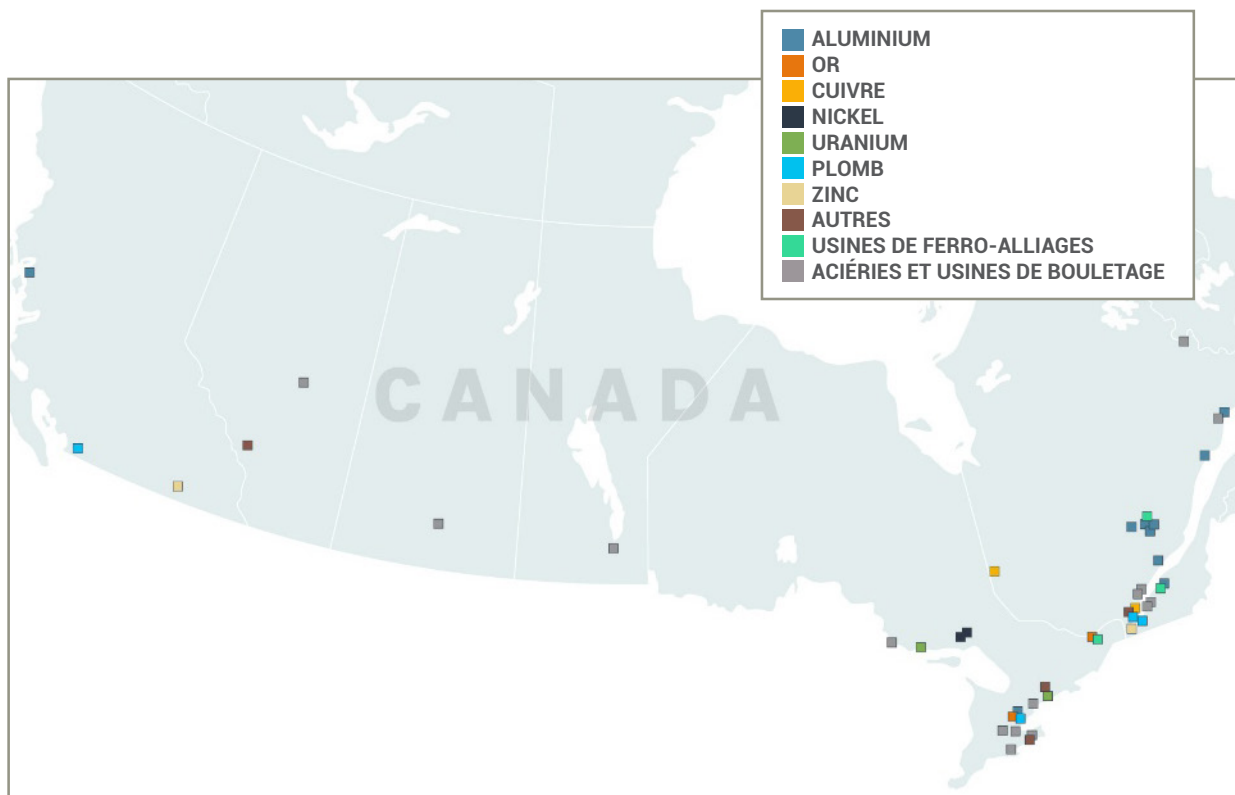 ALUMINIUM
OR
CUIVRE
NICKEL
URANIUM
PLOMB
ZINC
AUTRES
USINES DE FERRO-ALLIAGES
ACIÉRIES ET USINES DE BOULETAGE
CANADA